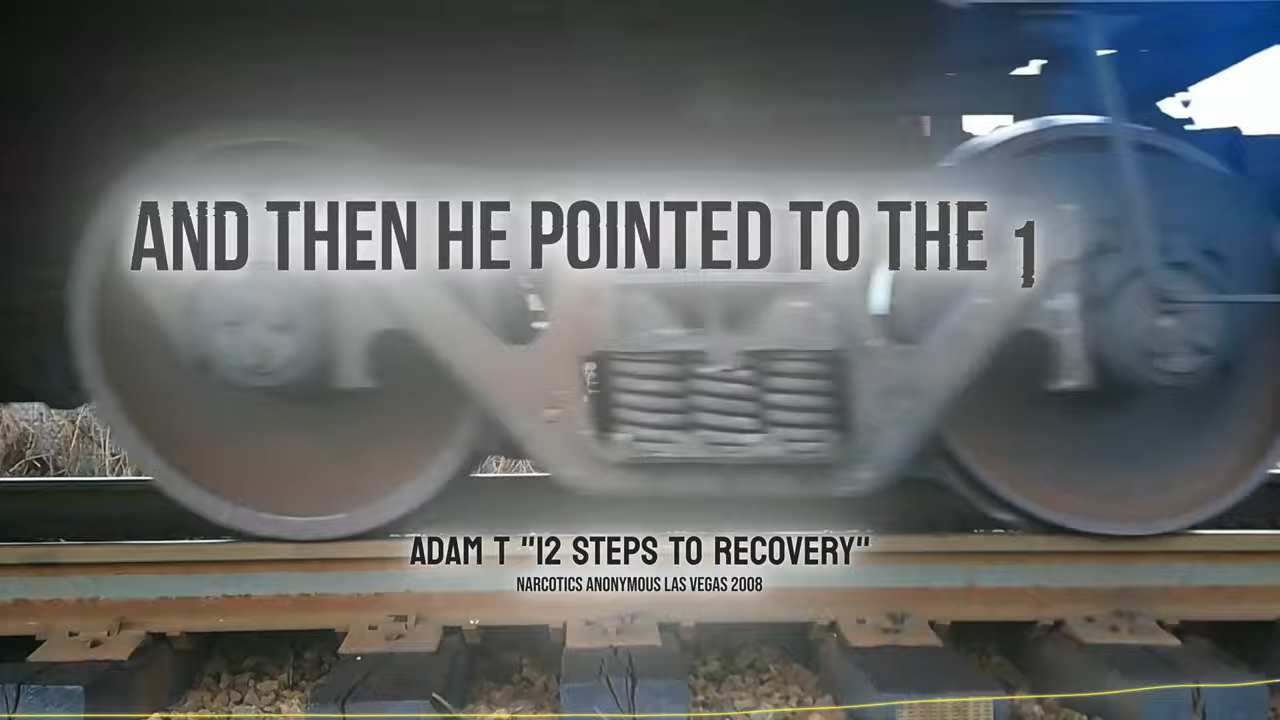 AND THEN HE POINTED TO THE 1
ADAM T "12 STEPS TO RECOVERY"
NARCOTICS ANONYMOUS LAS VEGAS 2008